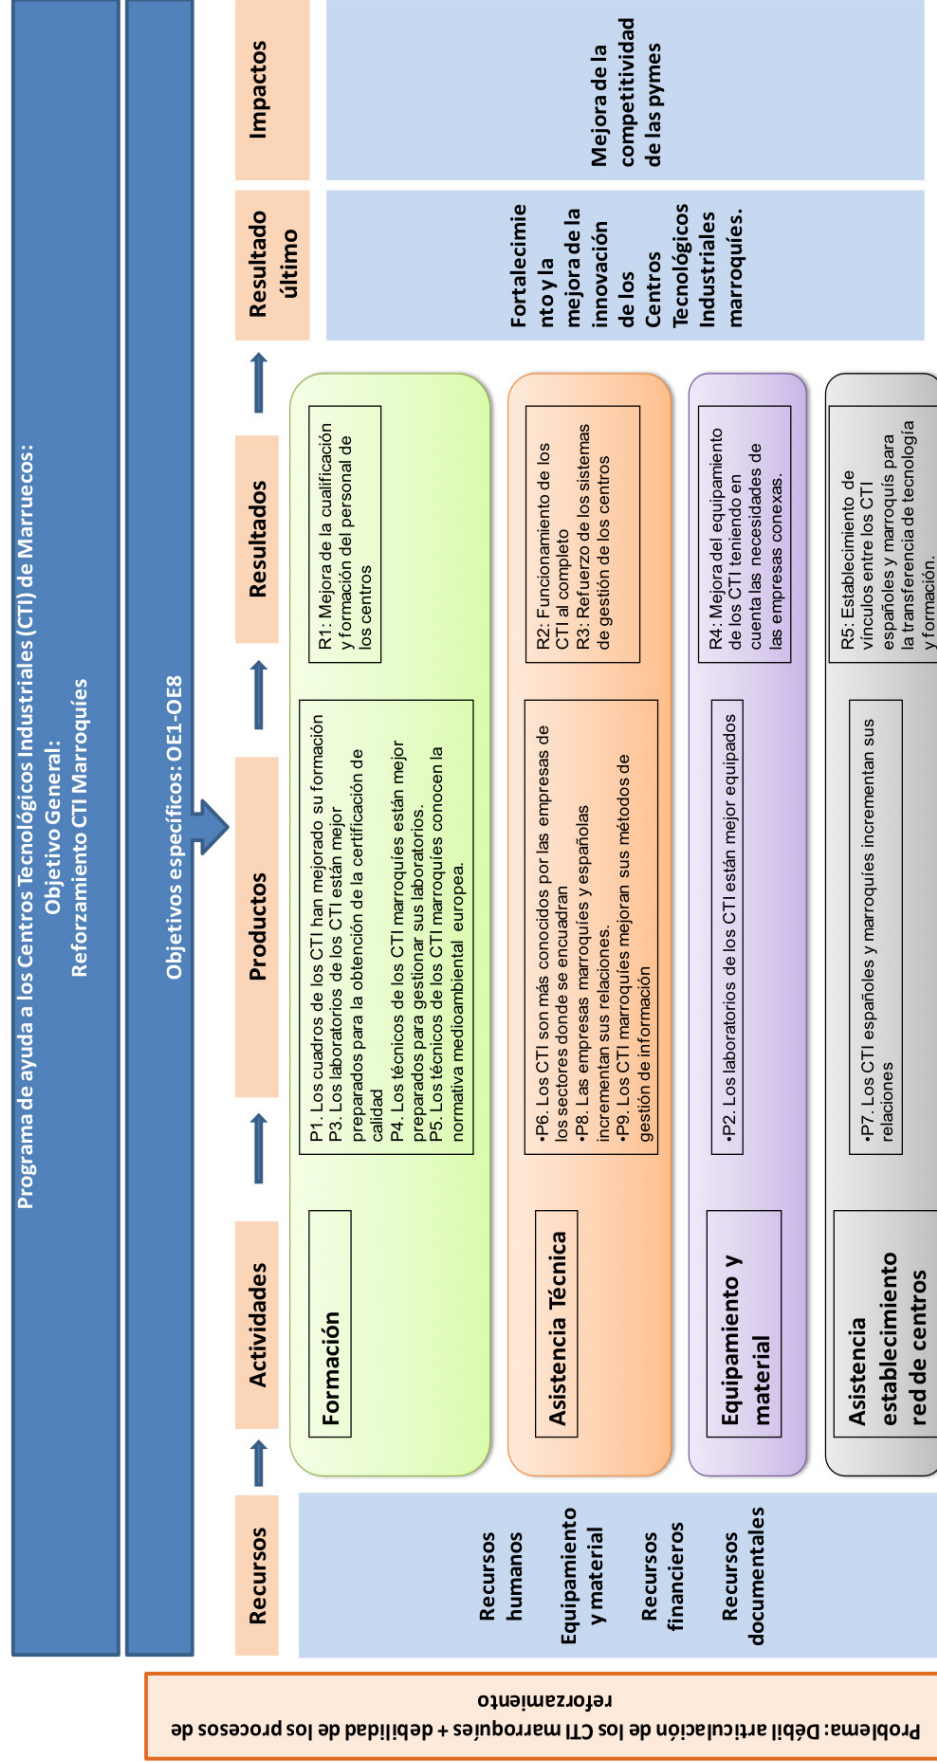 Programa de ayuda a los Centros Tecnológicos Industriales (CTI) de Marruecos:
Objetivo General:
Reforzamiento CTI Marroquíes
Objetivos específicos: OE1-OE8
Problema: Débil articulación de los CTI marroquíes + debilidad de los procesos de
reforzamiento
Recursos
Actividades
Productos
Resultados
Resultado
último
Impactos
Recursos
humanos
Equipamiento
y material
Recursos
financieros
Recursos
documentales
Formación
P1. Los cuadros de los CTI han mejorado su formación
P3. Los laboratorios de los CTI están mejor
preparados para la obtención de la certificación de
calidad
P4. Los técnicos de los CTI marroquíes están mejor
preparados para gestionar sus laboratorios.
P5. Los técnicos de los CTI marroquíes conocen la
normativa medioambiental europea.
R1: Mejora de la cualificación
y formación del personal de
los centros
Asistencia Técnica
•P6. Los CTI son más conocidos por las empresas de
los sectores donde se encuadran
•P8. Las empresas marroquíes y españolas
incrementan sus relaciones.
•P9. Los CTI marroquíes mejoran sus métodos de
gestión de información
R2: Funcionamiento de los
CTI al completo
R3: Refuerzo de los sistemas
de gestión de los centros
Equipamiento y
material
•P2. Los laboratorios de los CTI están mejor equipados
R4: Mejora del equipamiento
de los CTI teniendo en
cuenta las necesidades de
las empresas conexas.
Asistencia
establecimiento
red de centros
•P7. Los CTI españoles y marroquíes incrementan sus
relaciones
R5: Establecimiento de
vínculos entre los CTI
españoles y marroquís para
la transferencia de tecnología
y formación.
Fortalecimie
nto y la
mejora de la
innovación
de los
Centros
Tecnológicos
Industriales
marroquíes.
Mejora de la
competitividad
de las pymes